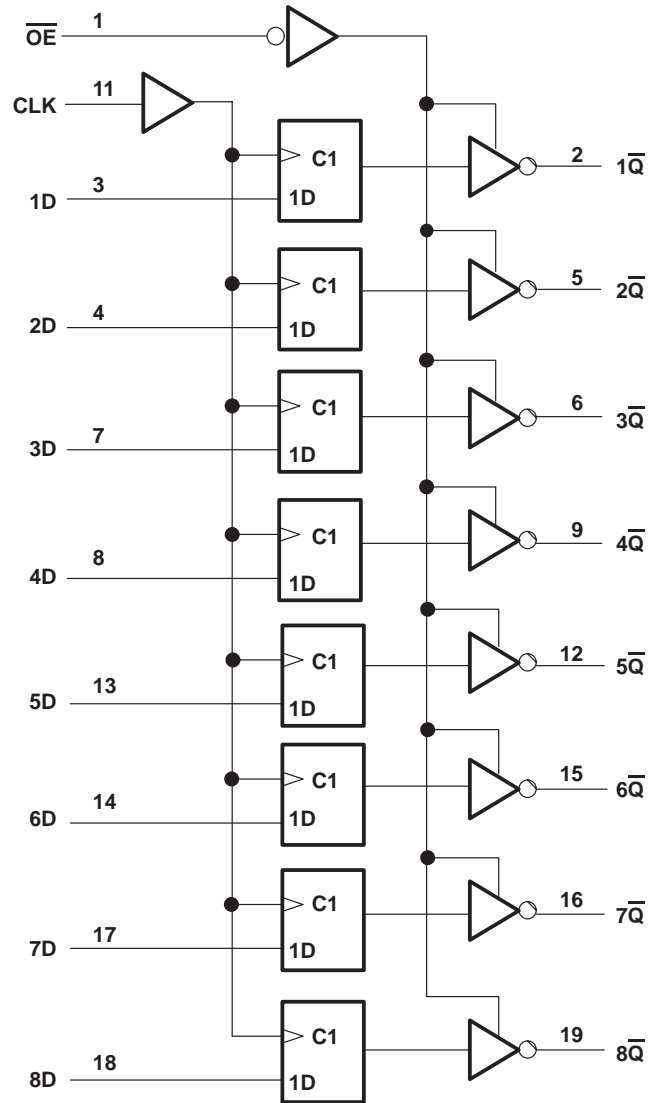 O̅E̅ 1
CLK 11
C1
1D 3 1D 2 1Q̅
C1
2D 4 1D 5 2Q̅
C1
3D 7 1D 6 3Q̅
C1
4D 8 1D 9 4Q̅
C1
5D 13 1D 12 5Q̅
C1
6D 14 1D 15 6Q̅
C1
7D 17 1D 16 7Q̅
C1
8D 18 1D 19 8Q̅